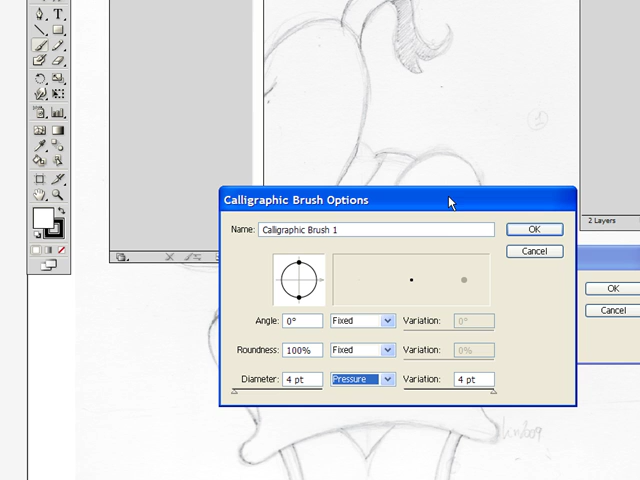 T
1
Calligraphic Brush Options
Name: Calligraphic Brush 1
OK
Cancel
2 Layers
OK
Cancel
Angle: 0° Fixed Variation: 0°
Roundness: 100% Fixed Variation: 0%
Diameter: 4 pt Pressure Variation: 4 pt